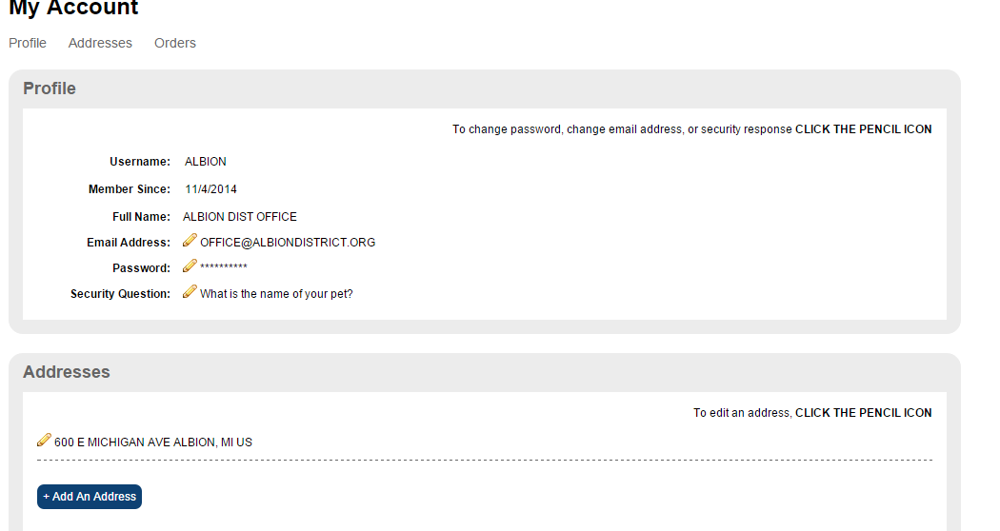 My Account
Profile Addresses Orders
Profile
To change password, change email address, or security response CLICK THE PENCIL ICON
Username: ALBION
Member Since: 11/4/2014
Full Name: ALBION DIST OFFICE
Email Address: OFFICE@ALBIONDISTRICT.ORG
Password: **********
Security Question: What is the name of your pet?
Addresses
To edit an address, CLICK THE PENCIL ICON
600 E MICHIGAN AVE ALBION, MI US
+ Add An Address